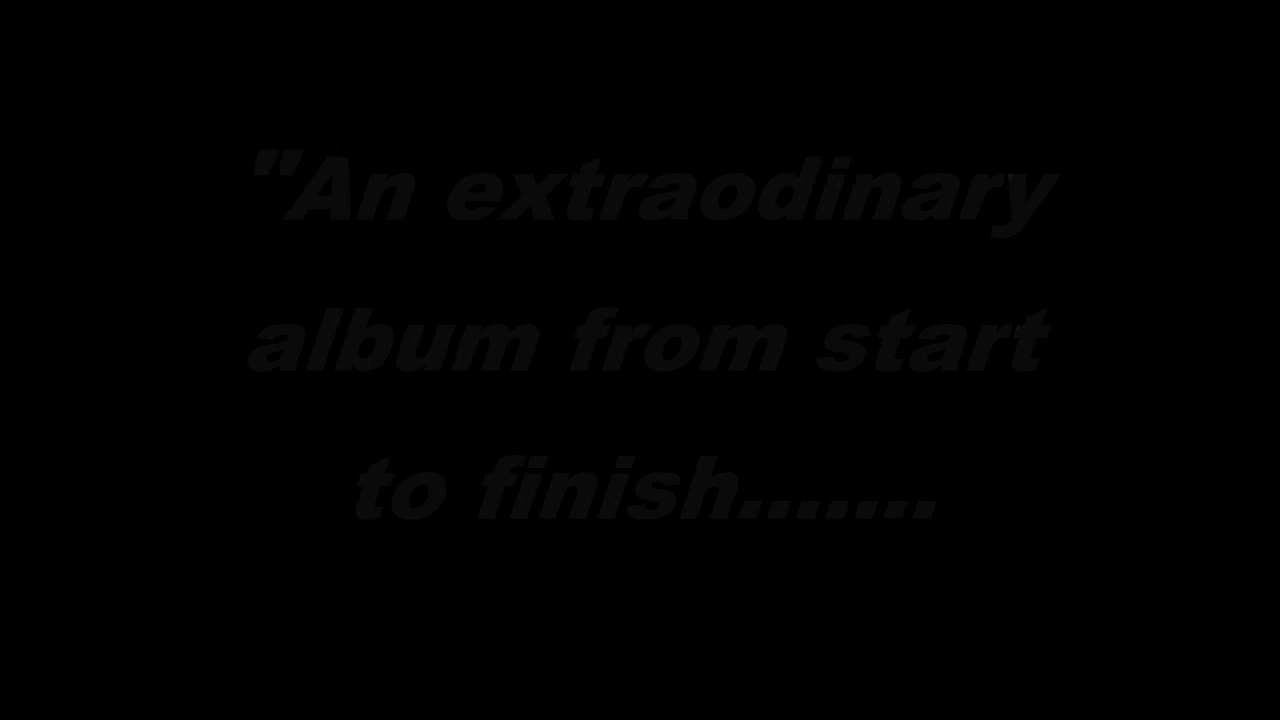 "An extraodinary
album from start
to finish.......